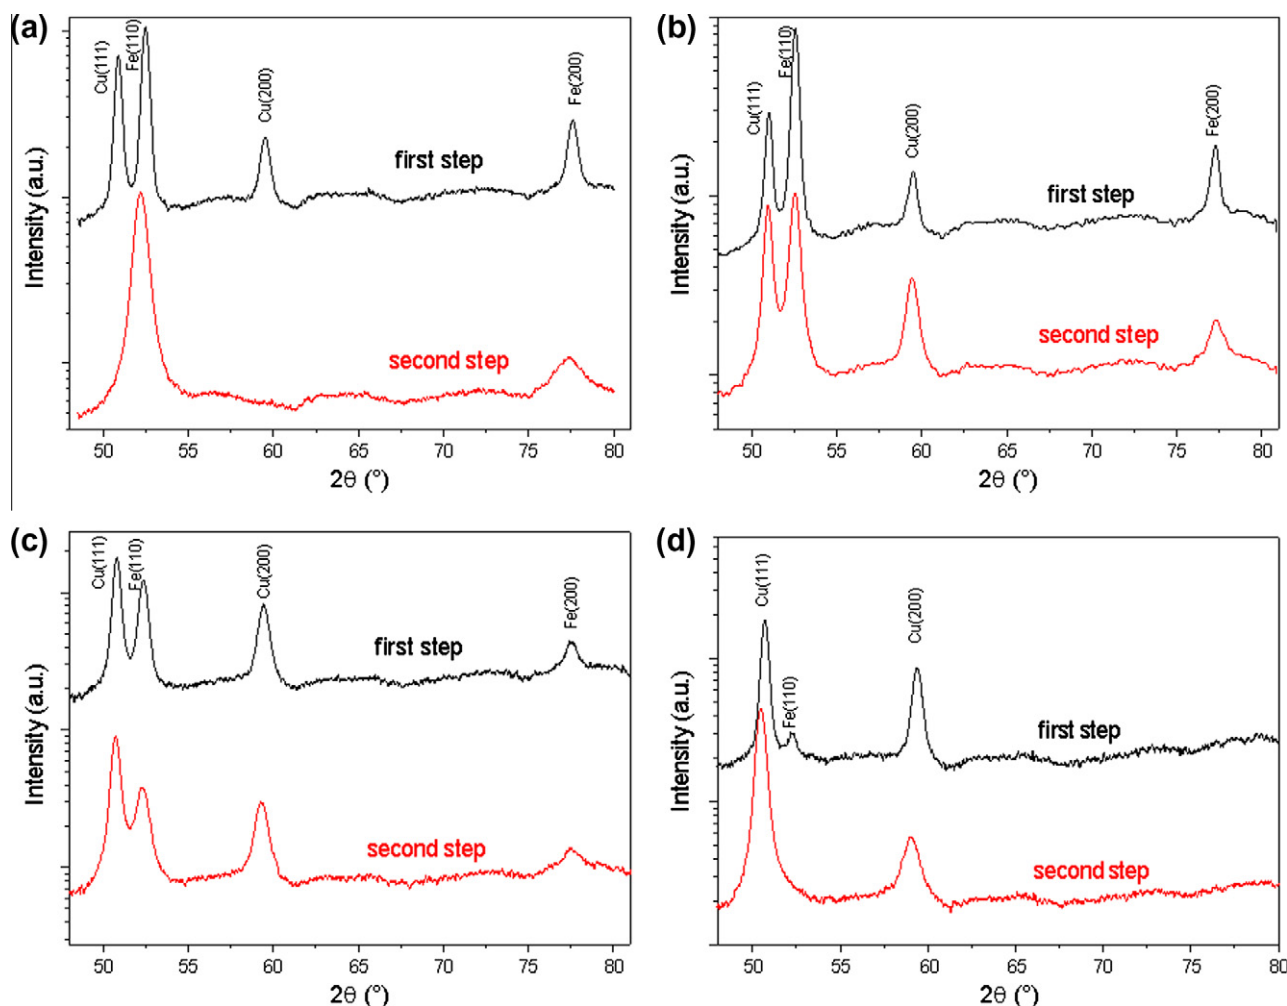 (a)
Cu(111)
Fe(110)
Cu(200)
Fe(200)
first step
second step
Intensity (a.u.)
50 55 60 65 70 75 80
2θ (°)
(b)
Cu(111)
Fe(110)
Cu(200)
Fe(200)
first step
second step
Intensity (a.u.)
50 55 60 65 70 75 80
2θ (°)
(c)
Cu(111)
Fe(110)
Cu(200)
Fe(200)
first step
second step
Intensity (a.u.)
50 55 60 65 70 75 80
2θ (°)
(d)
Cu(111)
Fe(110)
Cu(200)
first step
second step
Intensity (a.u.)
50 55 60 65 70 75 80
2θ (°)